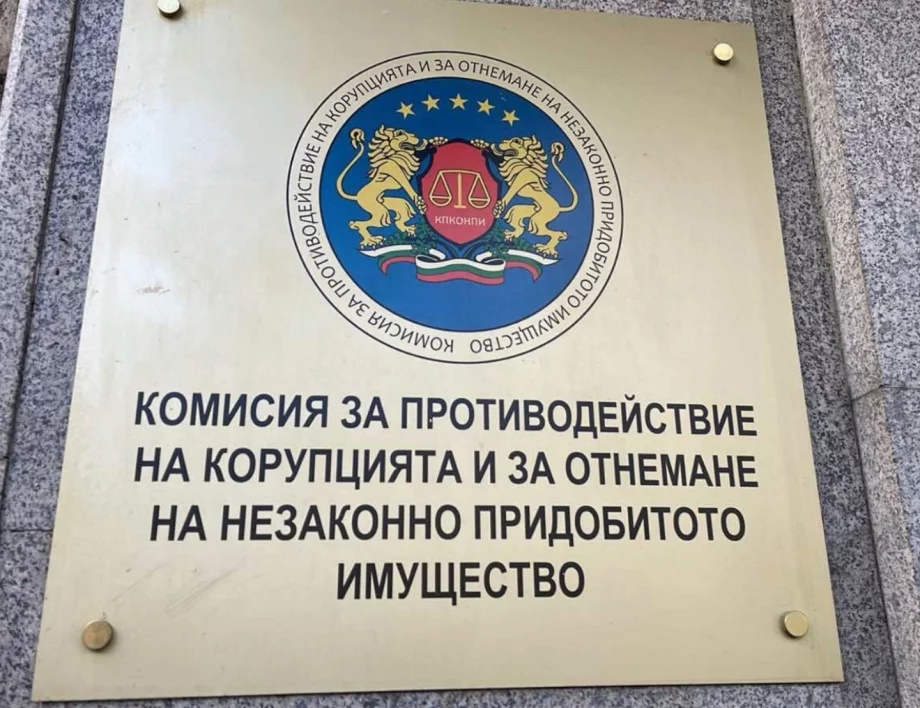 КОМИСИЯ ЗА ПРОТИВОДЕЙСТВИЕ НА КОРУПЦИЯТА И ЗА ОТНЕМАНЕ НА НЕЗАКОННО ПРИДОБИТОТО ИМУЩЕСТВО
КПКОНПИ
КОМИСИЯ ЗА ПРОТИВОДЕЙСТВИЕ
НА КОРУПЦИЯТА И ЗА ОТНЕМАНЕ
НА НЕЗАКОННО ПРИДОБИТОТО
ИМУЩЕСТВО